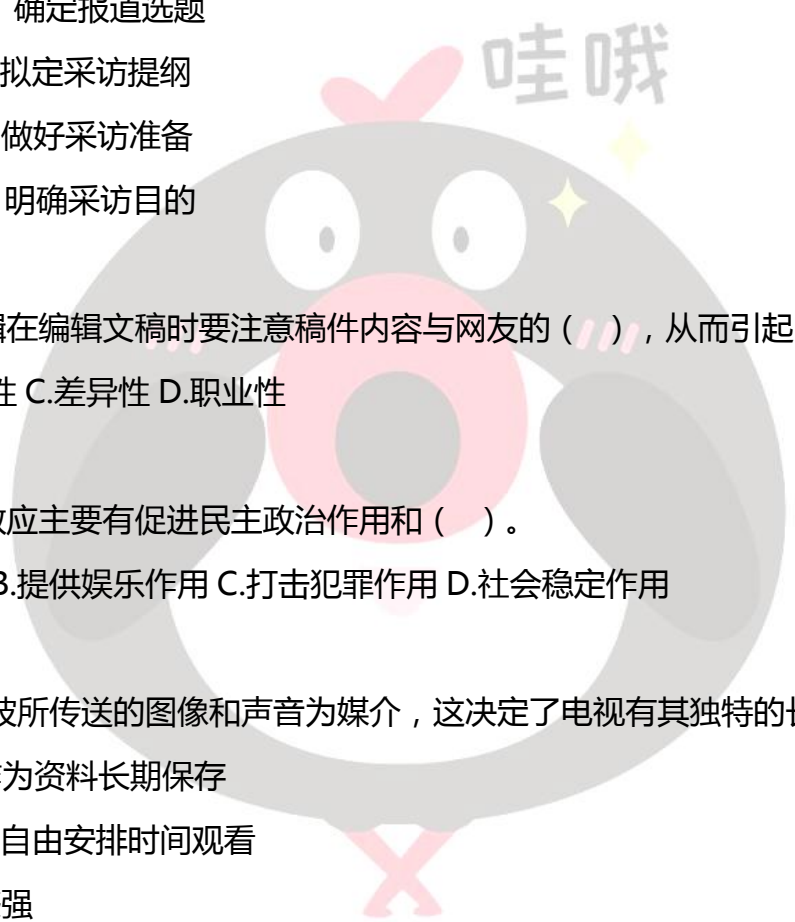 哇哦
确定报道选题
拟定采访提纲
做好采访准备
明确采访目的
在编辑文稿时要注意稿件内容与网友的（ ），从而引起
性 C.差异性 D.职业性
应主要有促进民主政治作用和（ ）。
B.提供娱乐作用 C.打击犯罪作用 D.社会稳定作用
波所传送的图像和声音为媒介，这决定了电视有其独特的
为资料长期保存
自由安排时间观看
强